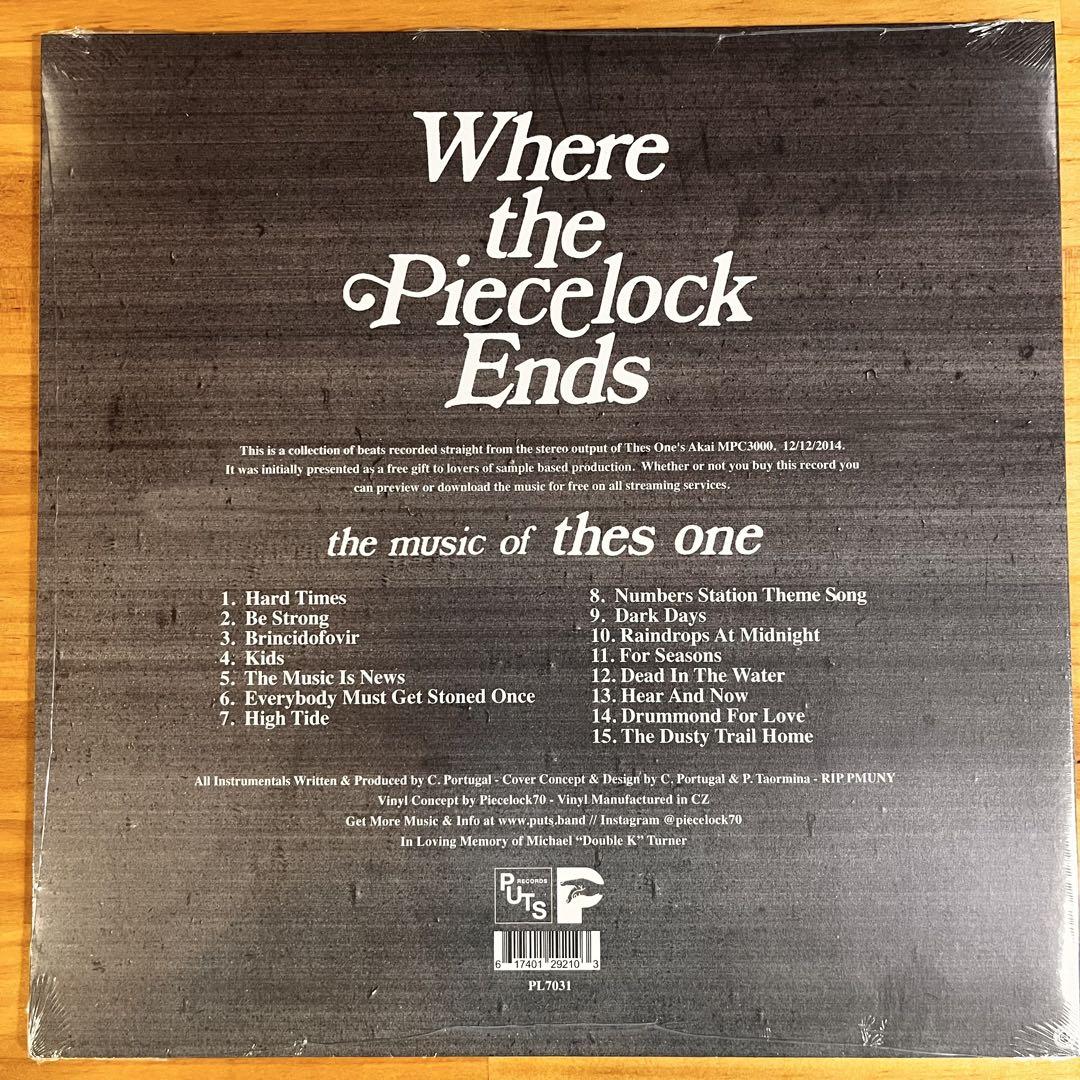 Where
the
Piecelock
Ends
This is a collection of beats recorded straight from the stereo output of Thes One's Akai MPC3000. 12/12/2014.
It was initially presented as a free gift to lovers of sample based production. Whether or not you buy this record you
can preview or download the music for free on all streaming services.
the music of thes one
1. Hard Times
2. Be Strong
3. Brincidofovir
4. Kids
5. The Music Is News
6. Everybody Must Get Stoned Once
7. High Tide
8. Numbers Station Theme Song
9. Dark Days
10. Raindrops At Midnight
11. For Seasons
12. Dead In The Water
13. Hear And Now
14. Drummond For Love
15. The Dusty Trail Home
All Instrumentals Written & Produced by C. Portugal - Cover Concept & Design by C. Portugal & P. Taormina - RIP PMUNY
Vinyl Concept by Piecelock70 - Vinyl Manufactured in CZ
Get More Music & Info at www.puts.band // Instagram @piecelock70
In Loving Memory of Michael “Double K” Turner
PUTS RECORDS
6 17401 29210 3
PL7031